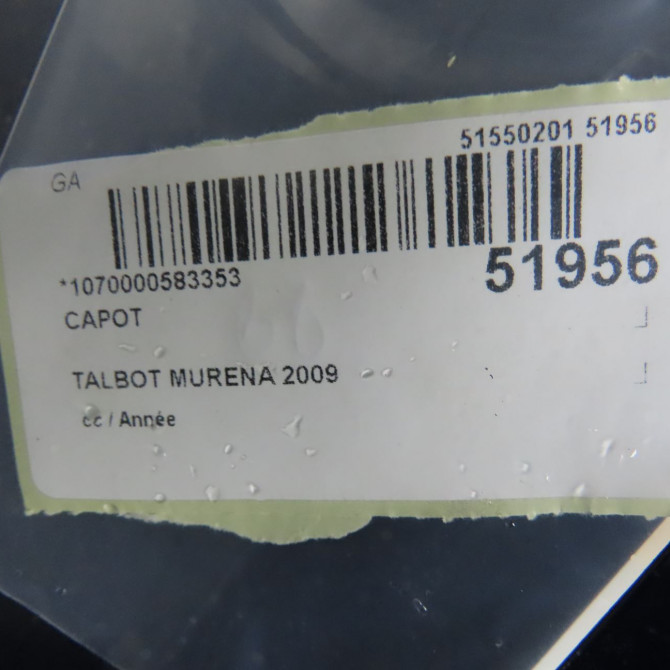 51550201 51956
GA
*1070000583353
51956
CAPOT
TALBOT MURENA 2009
cc / Année